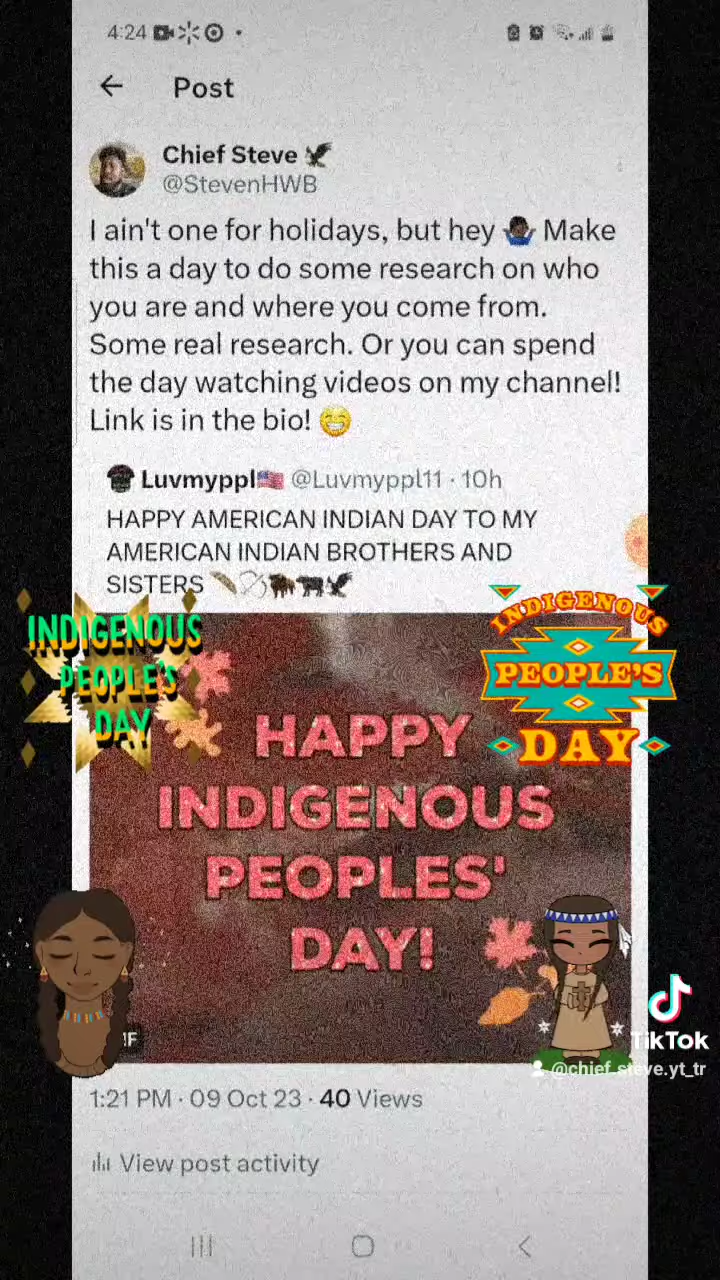 4:24
Post
Chief Steve
@StevenHWB
I ain't one for holidays, but hey 🤷🏿‍♂️ Make
this a day to do some research on who
you are and where you come from.
Some real research. Or you can spend
the day watching videos on my channel!
Link is in the bio! 😁
Luvmyppl🇺🇸 @Luvmyppl11 · 10h
HAPPY AMERICAN INDIAN DAY TO MY
AMERICAN INDIAN BROTHERS AND
SISTERS 🪶🏹🦬🐃🦅
INDIGENOUS
PEOPLE'S
DAY
INDIGENOUS
PEOPLE'S
DAY
HAPPY
INDIGENOUS
PEOPLES'
DAY!
TikTok
@chief_steve.yt_tr
1:21 PM · 09 Oct 23 · 40 Views
View post activity